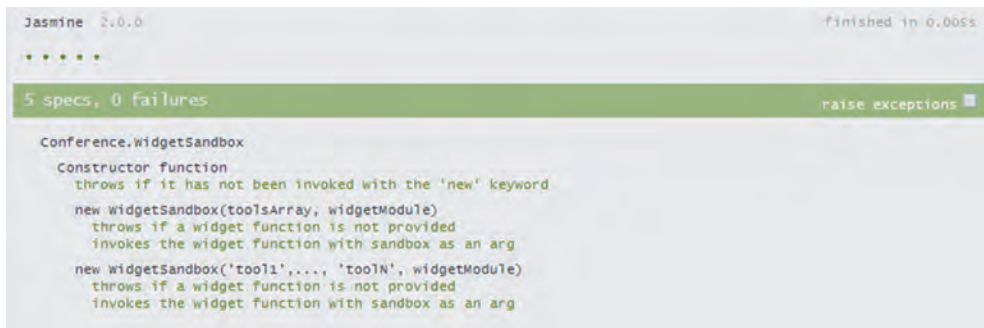 Jasmine 2.0.0 finished in 0.005s
5 specs, 0 failures raise exceptions
Conference.WidgetSandbox
Constructor function
throws if it has not been invoked with the 'new' keyword
new WidgetSandbox(toolsArray, widgetModule)
throws if a widget function is not provided
invokes the widget function with sandbox as an arg
new WidgetSandbox('tool1',..., 'toolN', widgetModule)
throws if a widget function is not provided
invokes the widget function with sandbox as an arg